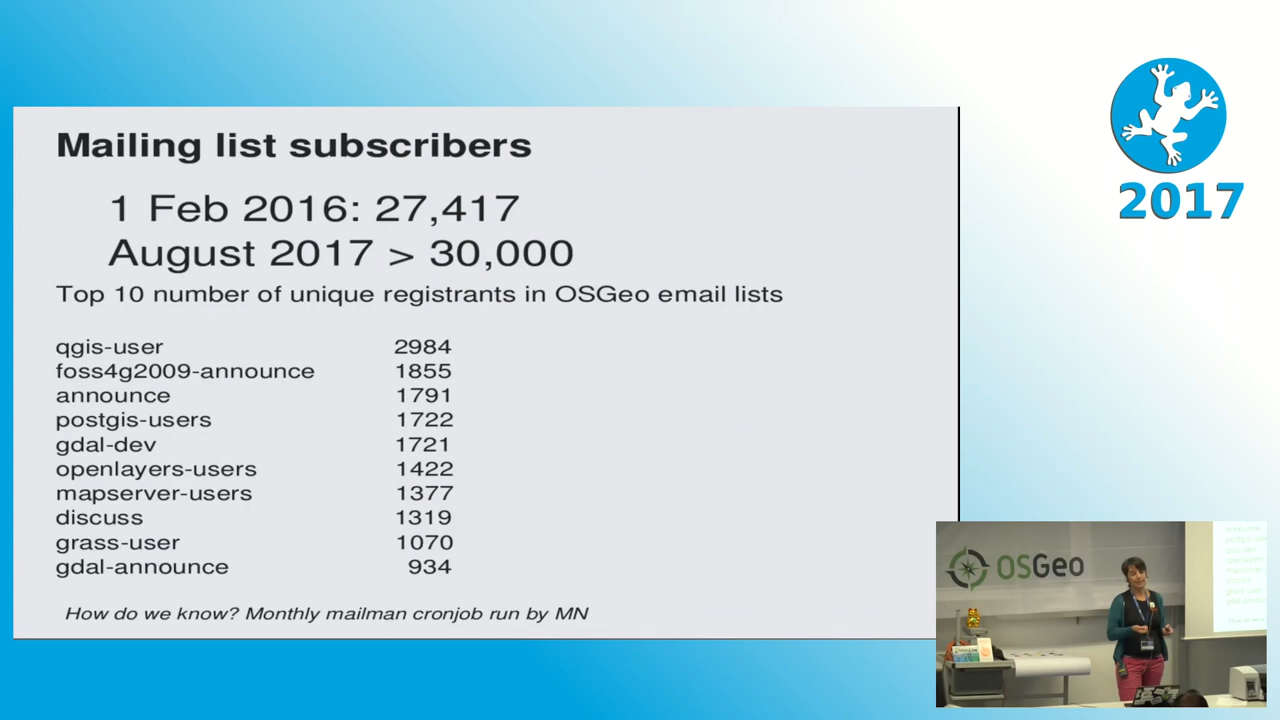 Mailing list subscribers
1 Feb 2016: 27,417
August 2017 > 30,000
Top 10 number of unique registrants in OSGeo email lists
qgis-user 2984
foss4g2009-announce 1855
announce 1791
postgis-users 1722
gdal-dev 1721
openlayers-users 1422
mapserver-users 1377
discuss 1319
grass-user 1070
gdal-announce 934
How do we know? Monthly mailman cronjob run by MN
2017
OSGeo